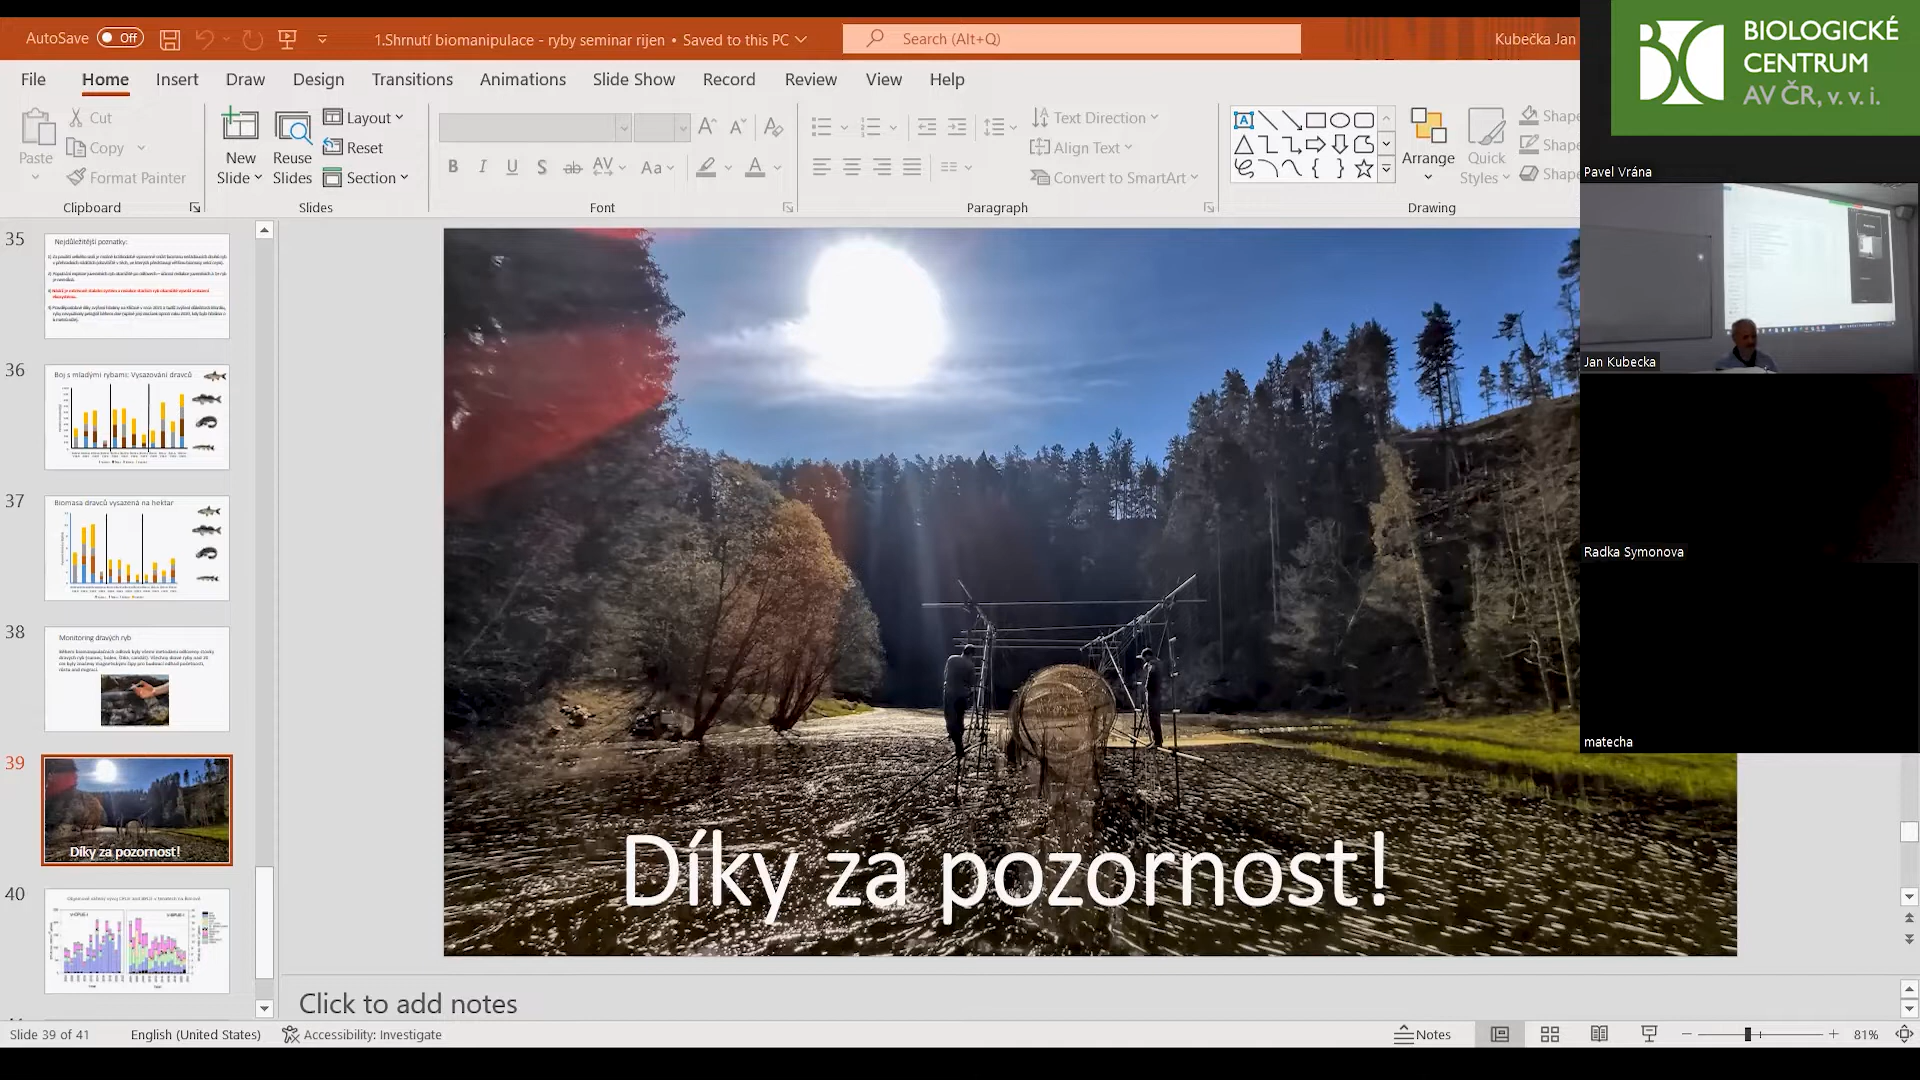 AutoSave Off
1.Shrnutí biomanipulace - ryby seminar rijen • Saved to this PC
Search (Alt+Q)
Kubečka Jan
BIOLOGICKÉ
CENTRUM
AV ČR, v. v. i.
File Home Insert Draw Design Transitions Animations Slide Show Record Review View Help
Paste
Cut
Copy
Format Painter
Clipboard
New
Slide
Reuse
Slides
Layout
Reset
Section
Slides
Font
Text Direction
Align Text
Convert to SmartArt
Paragraph
Arrange
Quick
Styles
Shape
Shape
Shape
Drawing
Pavel Vrána
Jan Kubecka
Radka Symonova
matecha
35
Nejdůležitější poznatky:
36
Boj s mladými rybami: Vysazování dravců
37
Biomasa dravců vysazená na hektar
38
Monitoring dravých ryb
39
Díky za pozornost!
40
Díky za pozornost!
Click to add notes
Slide 39 of 41 English (United States) Accessibility: Investigate
Notes
81%